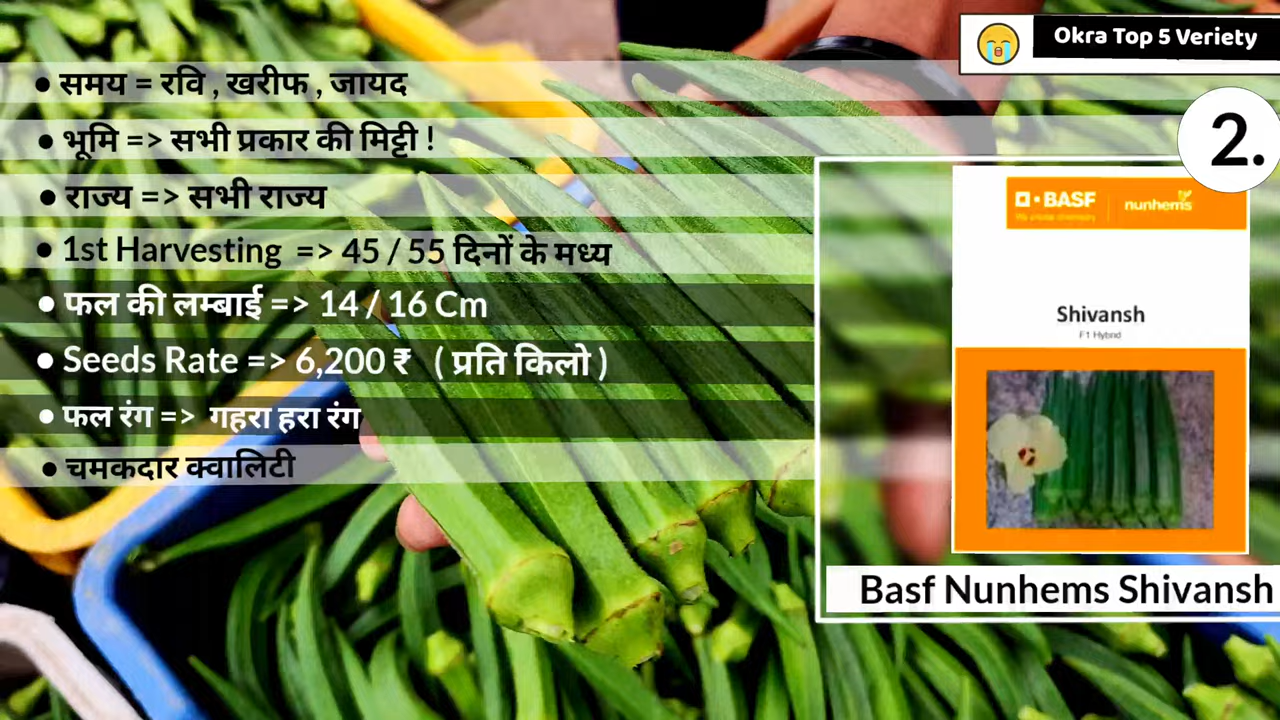 Okra Top 5 Veriety
• समय = रवि , खरीफ , जायद
• भूमि => सभी प्रकार की मिट्टी !
• राज्य => सभी राज्य
• 1st Harvesting => 45 / 55 दिनों के मध्य
• फल की लम्बाई => 14 / 16 Cm
• Seeds Rate => 6,200 ₹ ( प्रति किलो )
• फल रंग => गहरा हरा रंग
• चमकदार क्वालिटी
2.
BASF
nunhems
Shivansh
F1 Hybrid
Basf Nunhems Shivansh